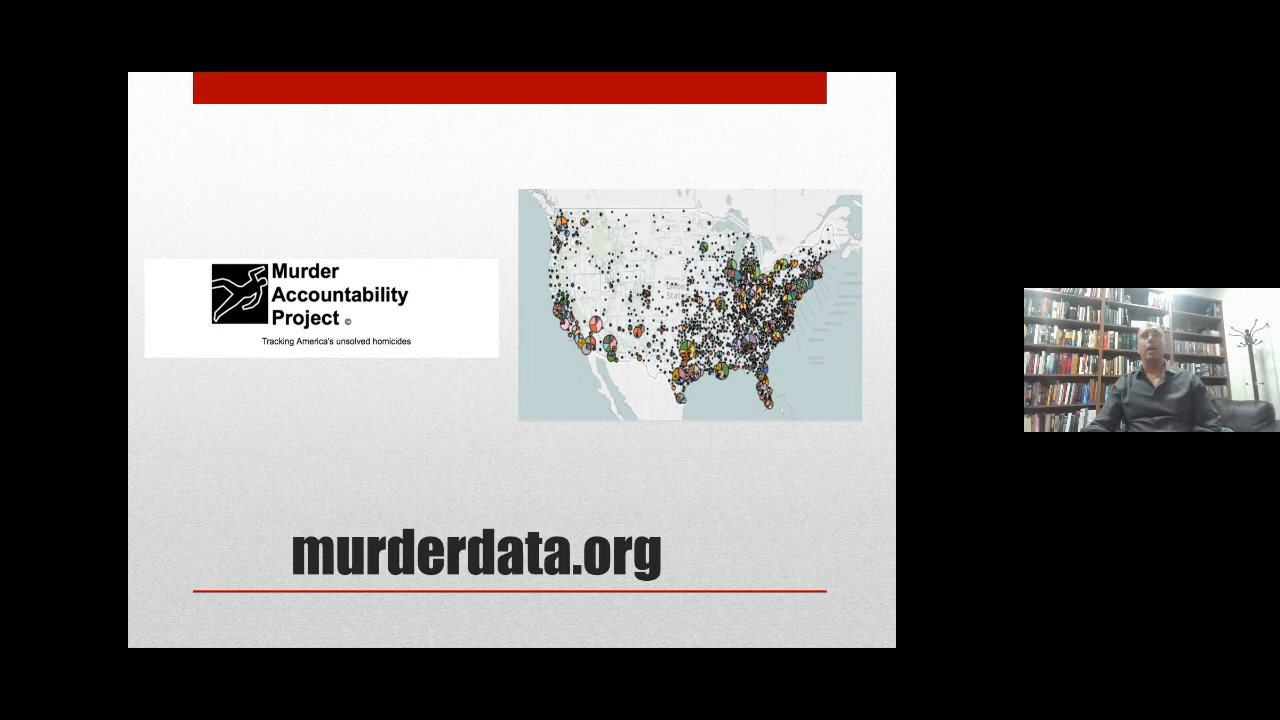 Murder
Accountability
Project ©
Tracking America's unsolved homicides
murderdata.org